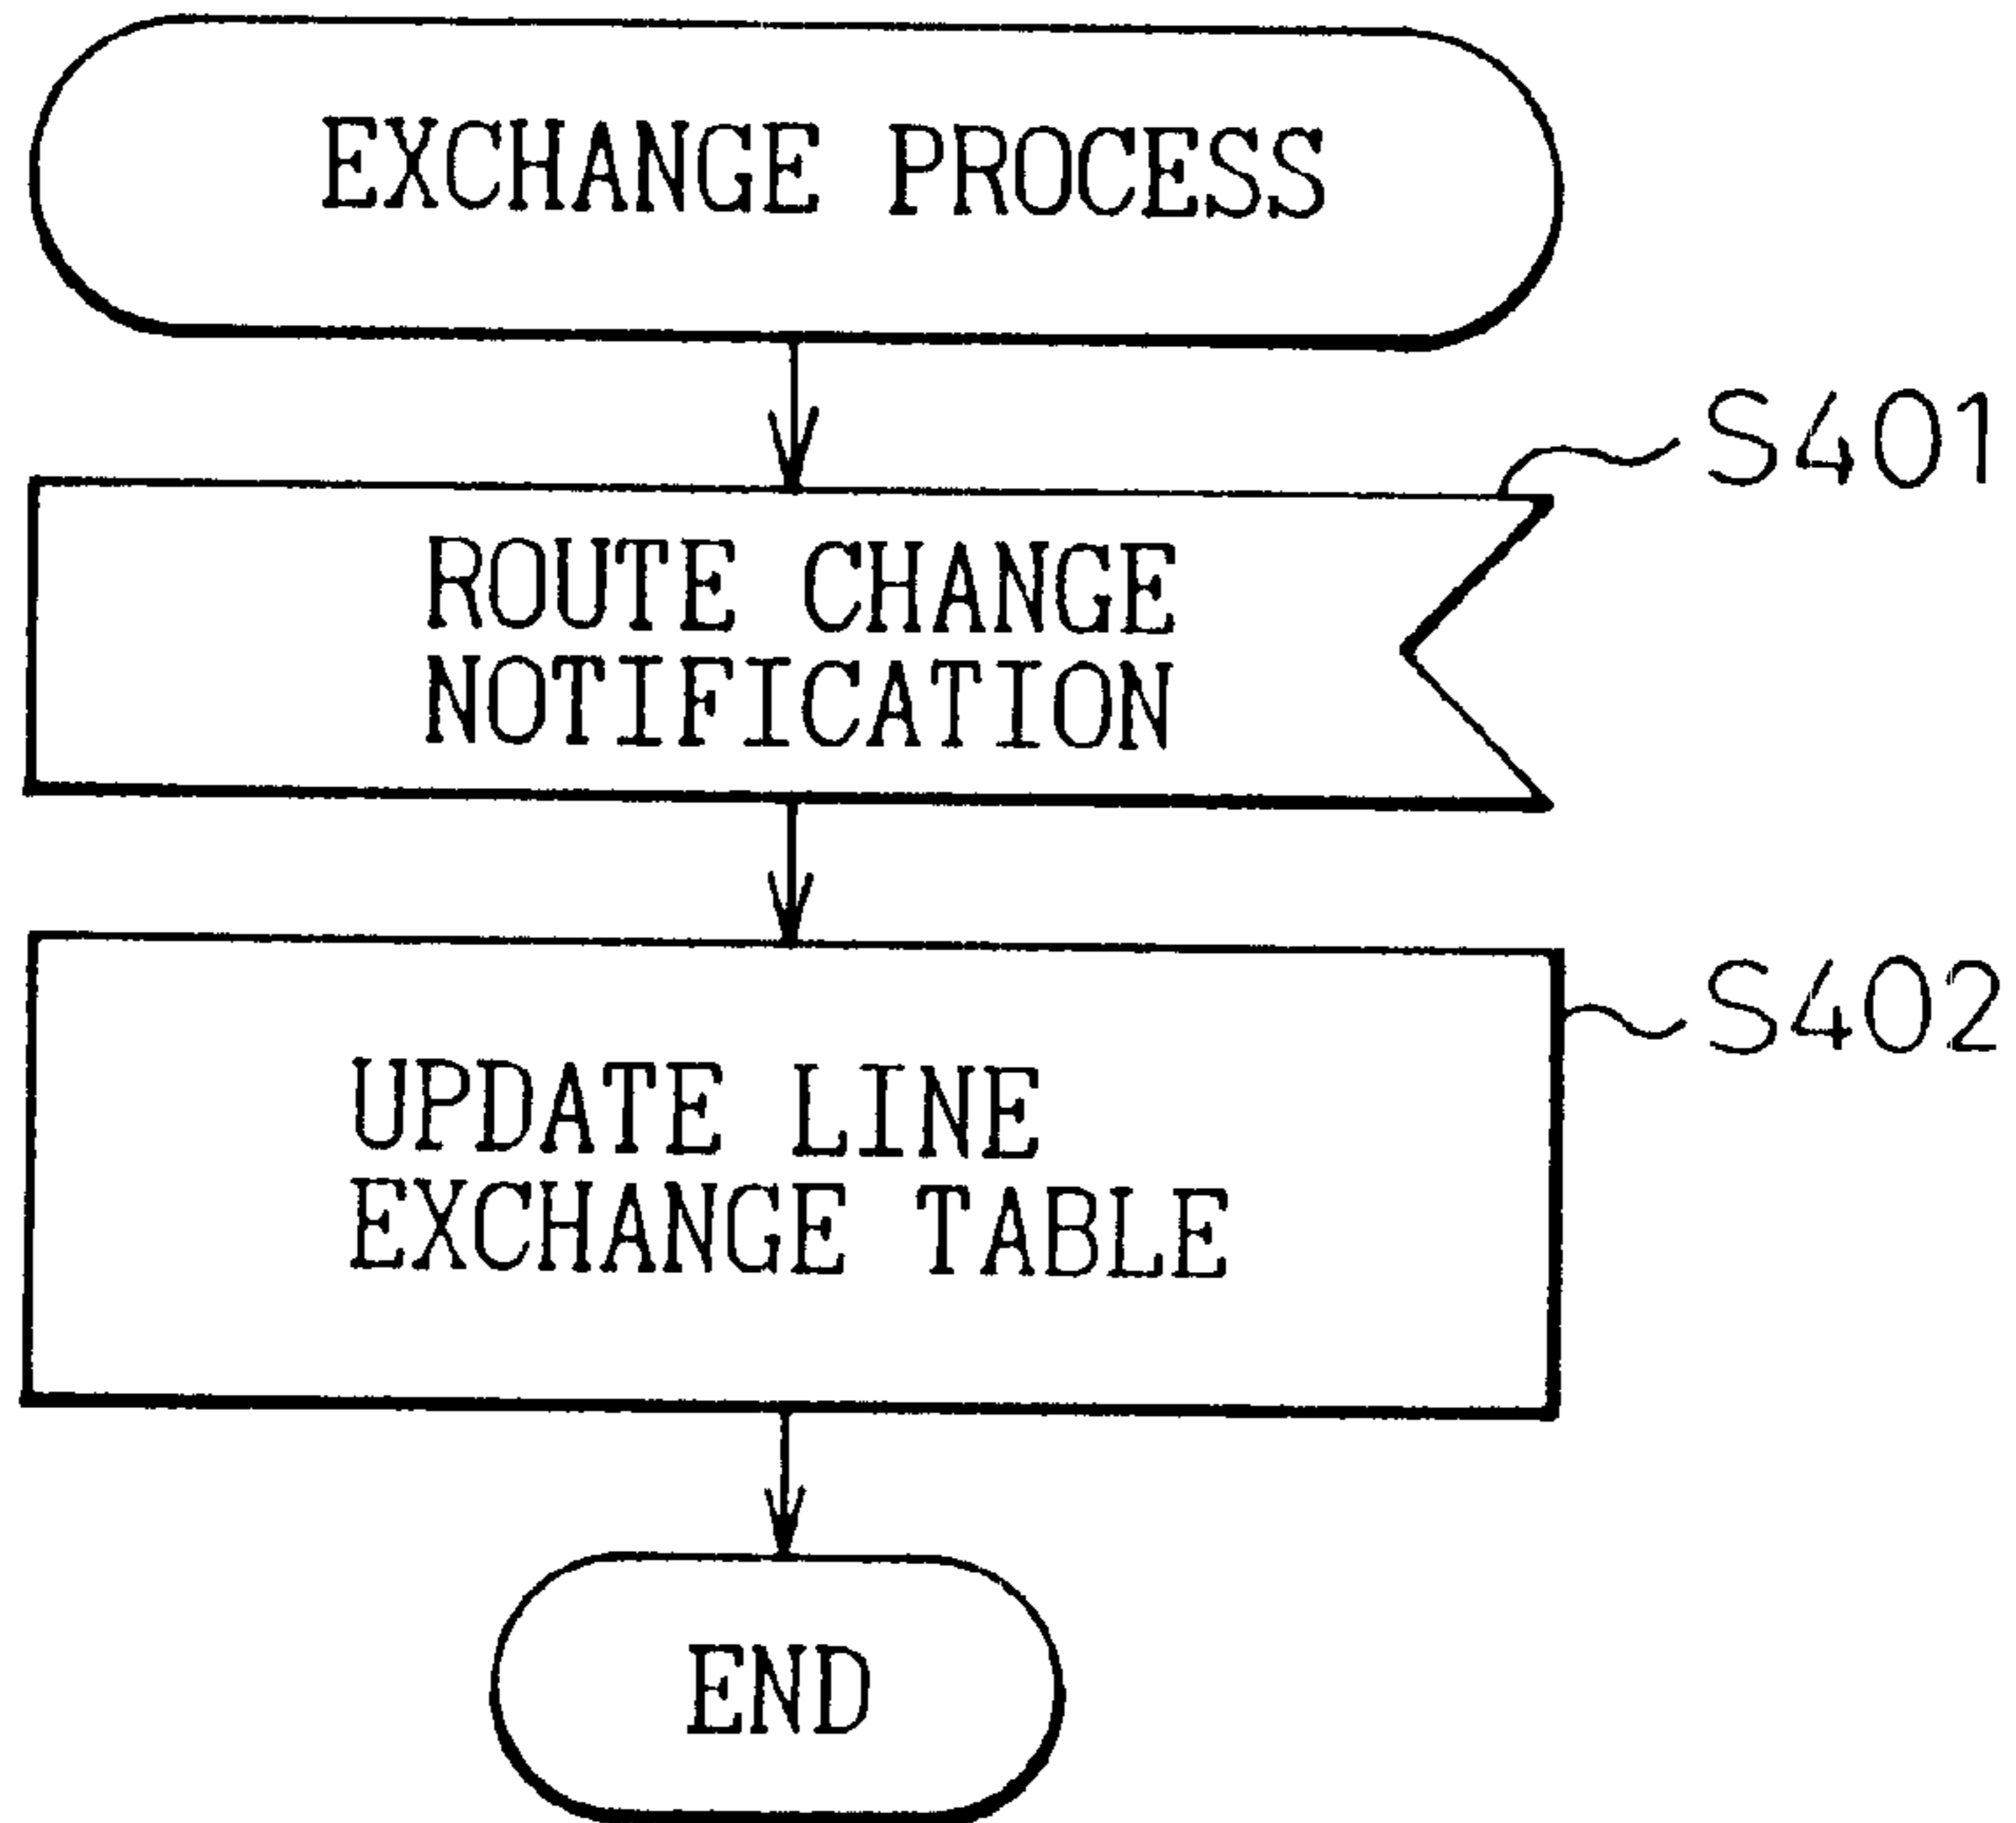 EXCHANGE PROCESS
S401
ROUTE CHANGE
NOTIFICATION
S402
UPDATE LINE
EXCHANGE TABLE
END